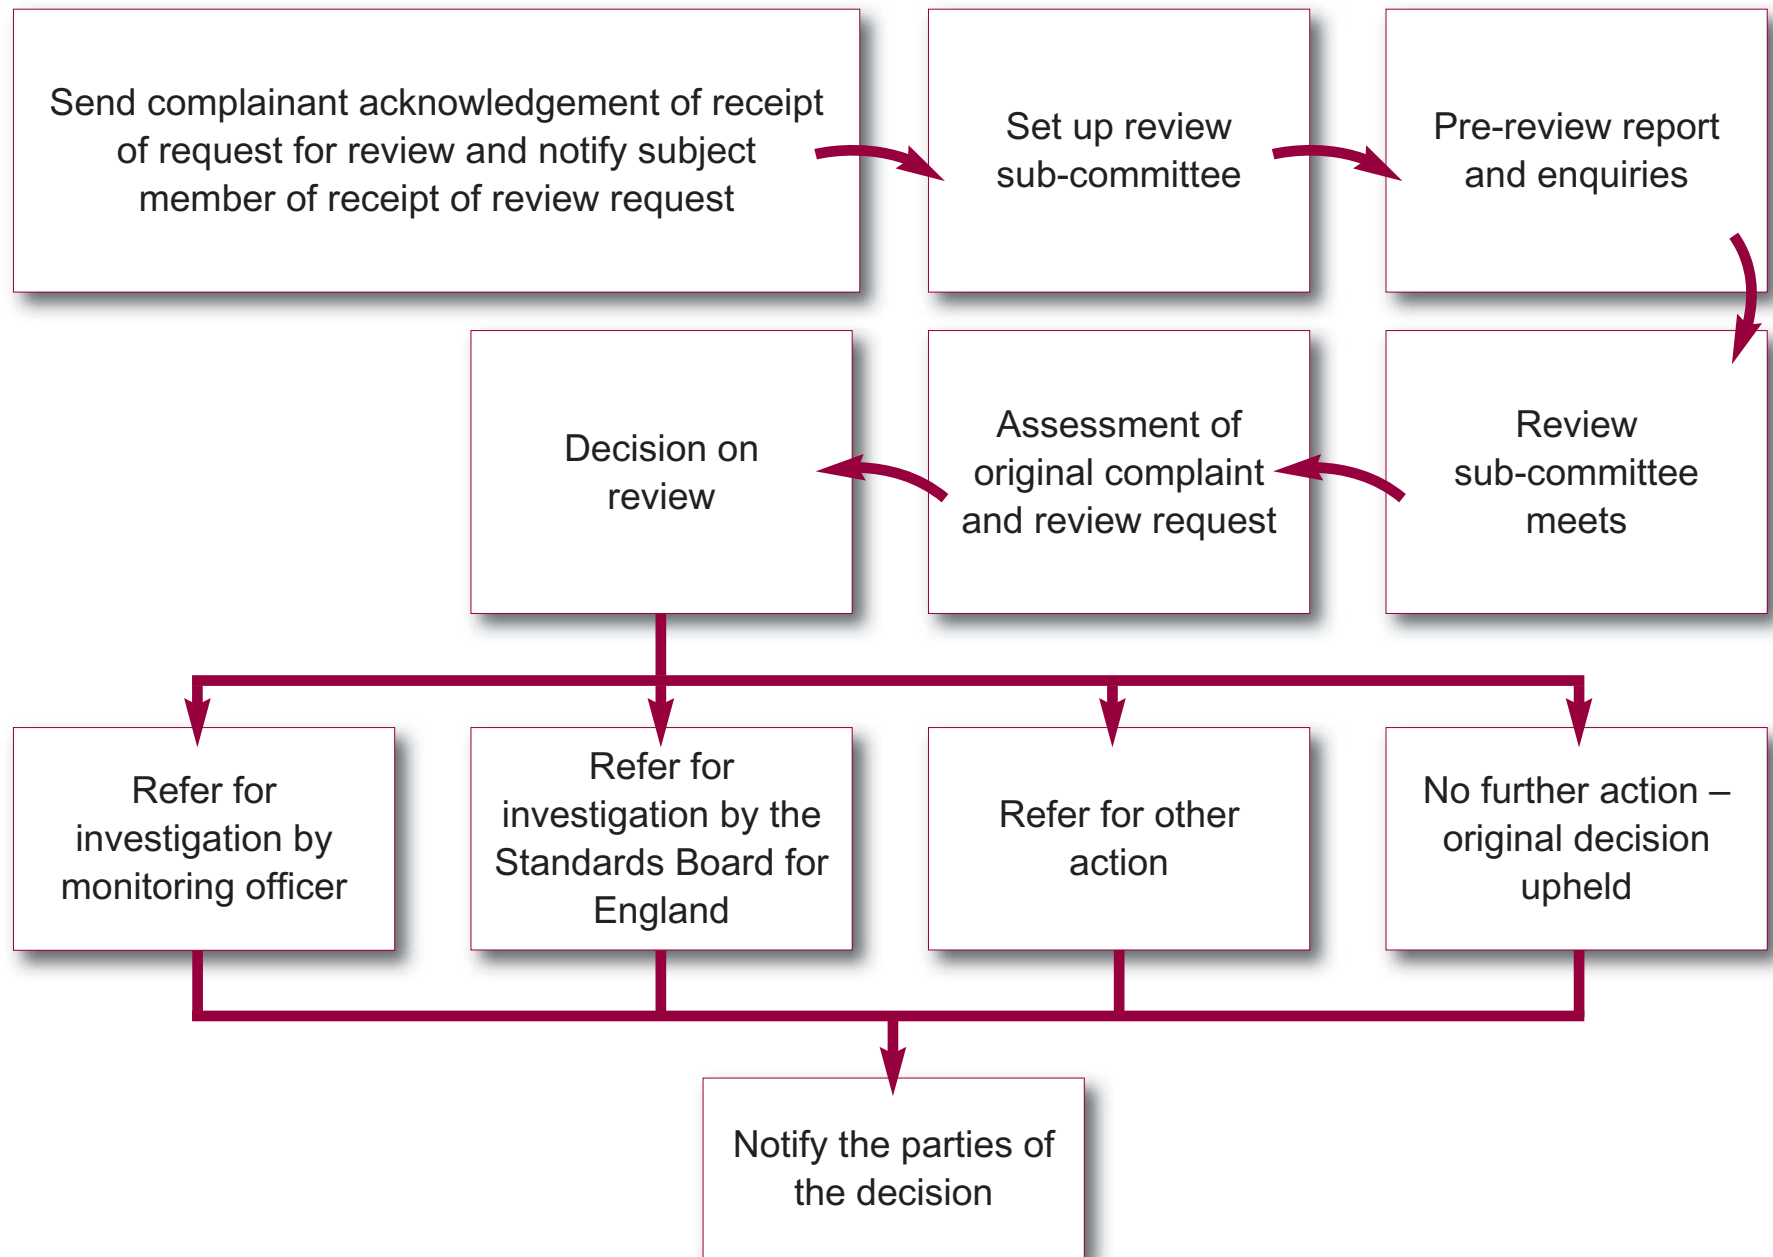 Send complainant acknowledgement of receipt
of request for review and notify subject
member of receipt of review request
Set up review
sub-committee
Pre-review report
and enquiries
Review
sub-committee
meets
Assessment of
original complaint
and review request
Decision on
review
Refer for
investigation by
monitoring officer
Refer for
investigation by the
Standards Board for
England
Refer for other
action
No further action –
original decision
upheld
Notify the parties of
the decision